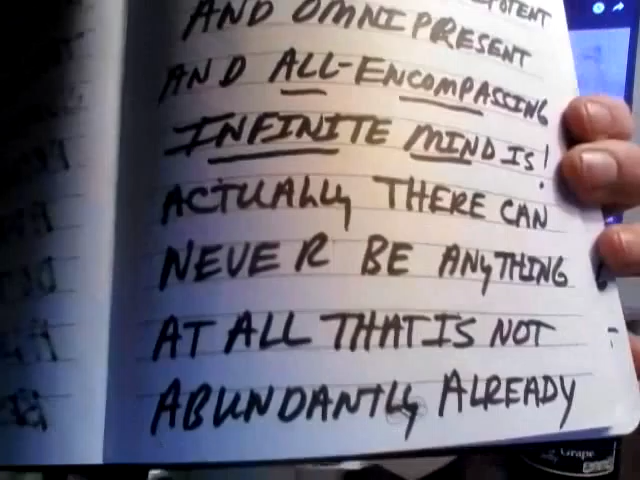 AND OMNIPRESENT
AND ALL-ENCOMPASSING
INFINITE MIND IS!
ACTUALLY THERE CAN
NEVER BE ANYTHING
AT ALL THAT IS NOT
ABUNDANTLY ALREADY
Grape